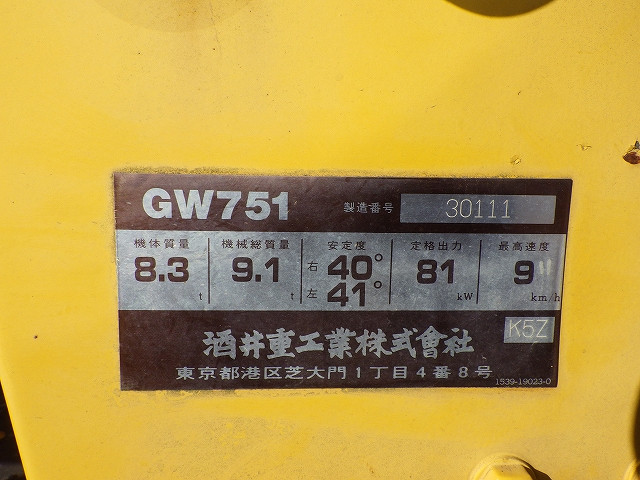 GW751 製造番号 30111
機体質量 機械総質量 安定度 定格出力 最高速度
8.3 t 9.1 t 右 40° 81 kW 9 km/h
左 41°
K5Z
酒井重工業株式會社
東京都港区芝大門1丁目4番8号
1539-19023-0